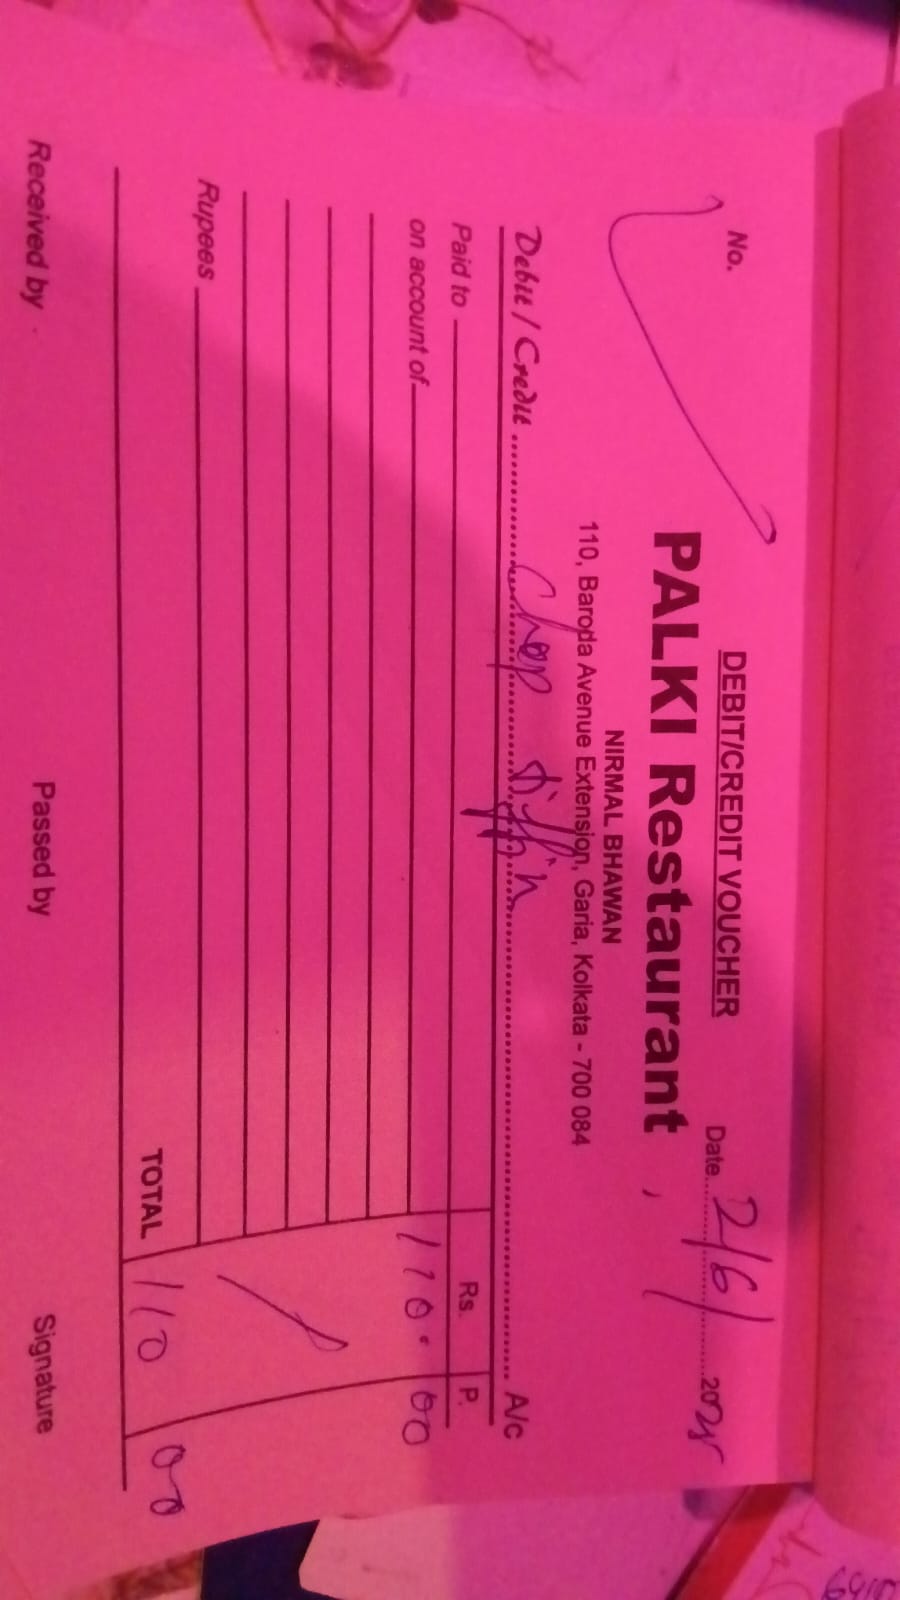 DEBIT/CREDIT VOUCHER
No. Date 2/6/ 2025
PALKI Restaurant
NIRMAL BHAWAN
110, Baroda Avenue Extension, Garia, Kolkata - 700 084
Debit / Credit Chop tiffin A/c
Paid to Rs. P.
on account of 110. 00
Rupees
TOTAL 110 00
Received by Passed by Signature